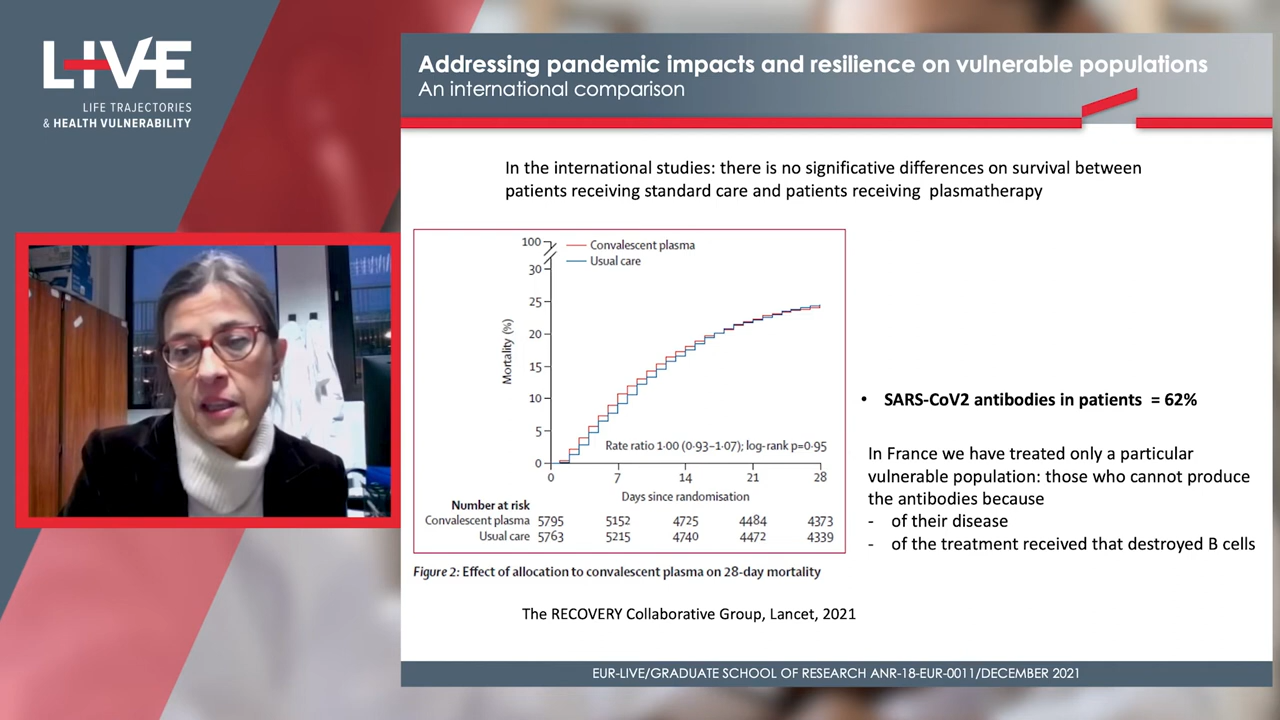 LIVE
LIFE TRAJECTORIES
& HEALTH VULNERABILITY
Addressing pandemic impacts and resilience on vulnerable populations
An international comparison
In the international studies: there is no significative differences on survival between
patients receiving standard care and patients receiving plasmatherapy
Convalescent plasma
Usual care
100
30
25
20
15
10
5
0
Mortality (%)
Rate ratio 1·00 (0·93–1·07); log-rank p=0·95
0 7 14 21 28
Days since randomisation
Number at risk
Convalescent plasma 5795 5152 4725 4484 4373
Usual care 5763 5215 4740 4472 4339
Figure 2: Effect of allocation to convalescent plasma on 28-day mortality
The RECOVERY Collaborative Group, Lancet, 2021
• SARS-CoV2 antibodies in patients = 62%
In France we have treated only a particular
vulnerable population: those who cannot produce
the antibodies because
- of their disease
- of the treatment received that destroyed B cells
EUR-LIVE/GRADUATE SCHOOL OF RESEARCH ANR-18-EUR-0011/DECEMBER 2021